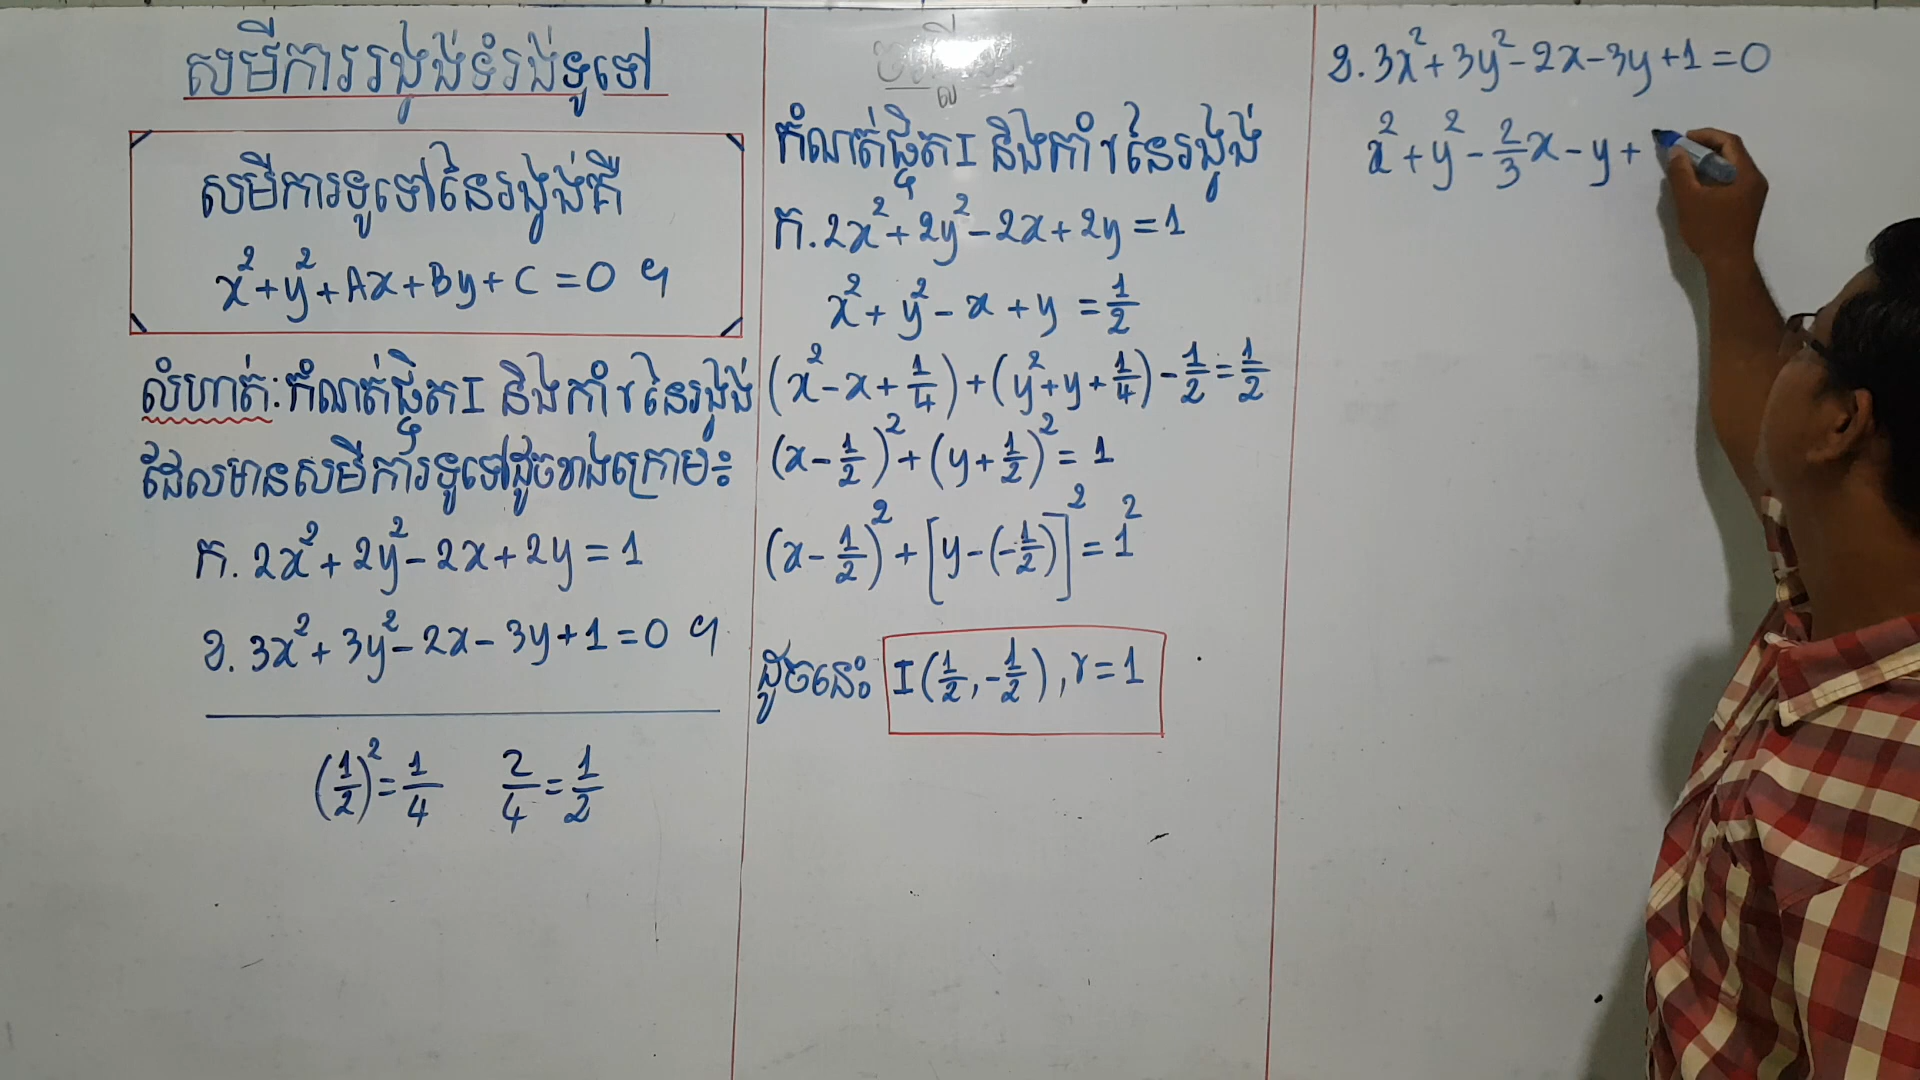 សមីការរង្វង់ទំរង់ទូទៅ
សមីការទូទៅនៃរង្វង់គឺ
x²+y²+Ax+By+C=0 ។
លំហាត់: កំណត់ផ្ចិត I និងកាំ r នៃរង្វង់
ដែលមានសមីការទូទៅដូចខាងក្រោម៖
ក. 2x²+2y²-2x+2y=1
ខ. 3x²+3y²-2x-3y+1=0 ។
(1/2)²=1/4 2/4=1/2
កំណត់ផ្ចិត I និងកាំ r នៃរង្វង់
ក. 2x²+2y²-2x+2y=1
x²+y²-x+y=1/2
(x²-x+1/4)+(y²+y+1/4)-1/2=1/2
(x-1/2)²+(y+1/2)²=1
(x-1/2)²+[y-(-1/2)]²=1²
ដូចនេះ I(1/2,-1/2),r=1
ខ. 3x²+3y²-2x-3y+1=0
x²+y²-2/3x-y+